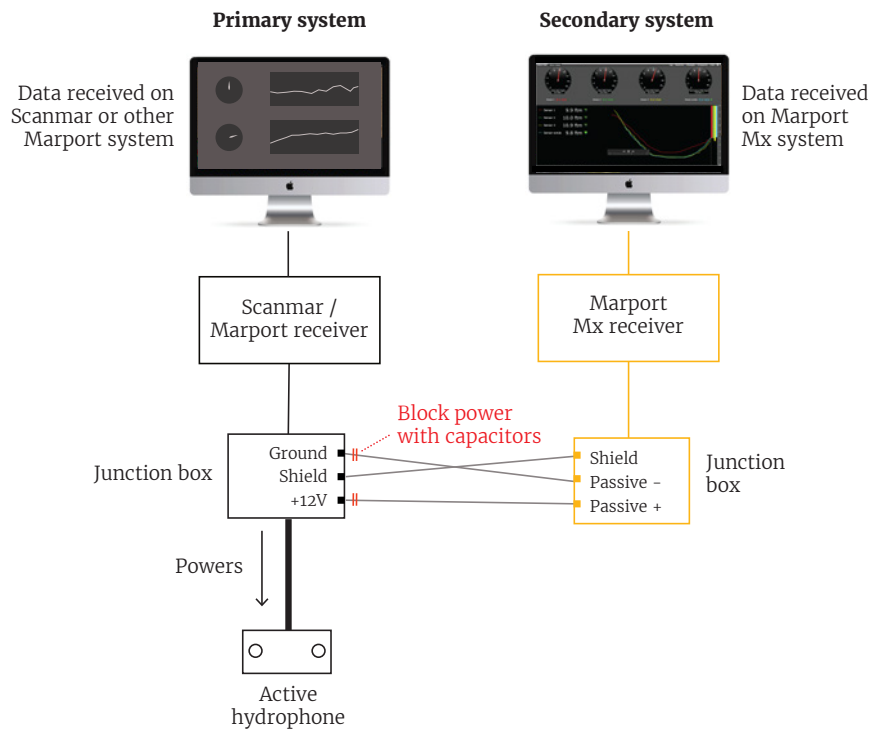 Primary system
Secondary system
Data received on
Scanmar or other
Marport system
Data received
on Marport
Mx system
Scanmar /
Marport receiver
Marport
Mx receiver
Block power
with capacitors
Junction box
Ground
Shield
+12V
Shield
Passive -
Passive +
Junction
box
Powers
Active
hydrophone